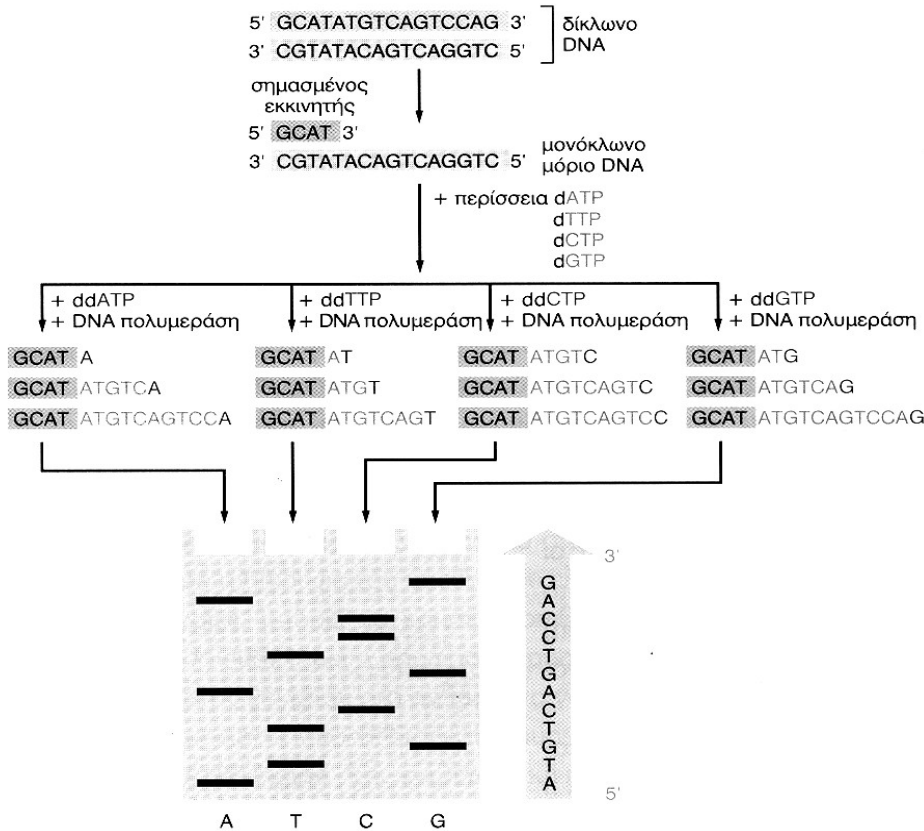 5' GCATATGTCAGTCCAG 3'
3' CGTATACAGTCAGGTC 5'
δίκλωνο
DNA
σημασμένος
εκκινητής
5' GCAT 3'
3' CGTATACAGTCAGGTC 5'
μονόκλωνο
μόριο DNA
+ περίσσεια dATP
dTTP
dCTP
dGTP
+ ddATP
+ DNA πολυμεράση
+ ddTTP
+ DNA πολυμεράση
+ ddCTP
+ DNA πολυμεράση
+ ddGTP
+ DNA πολυμεράση
GCAT A
GCAT ATGTCA
GCAT ATGTCAGTCCA
GCAT AT
GCAT ATGT
GCAT ATGTCAGT
GCAT ATGTC
GCAT ATGTCAGTC
GCAT ATGTCAGTCC
GCAT ATG
GCAT ATGTCAG
GCAT ATGTCAGTCCAG
3'
G
A
C
C
T
G
A
C
T
G
T
A
5'
A T C G